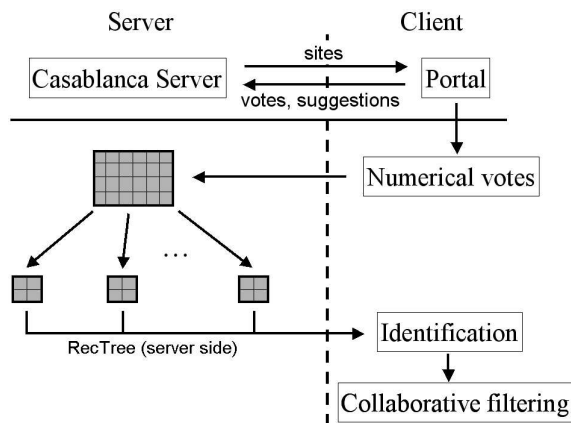 Server
Client
sites
Casablanca Server
Portal
votes, suggestions
Numerical votes
...
RecTree (server side)
Identification
Collaborative filtering